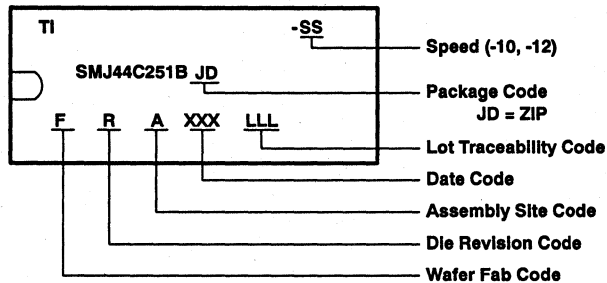 TI
-SS
Speed (-10, -12)
SMJ44C251B JD
Package Code
JD = ZIP
F R A XXX LLL
Lot Traceability Code
Date Code
Assembly Site Code
Die Revision Code
Wafer Fab Code